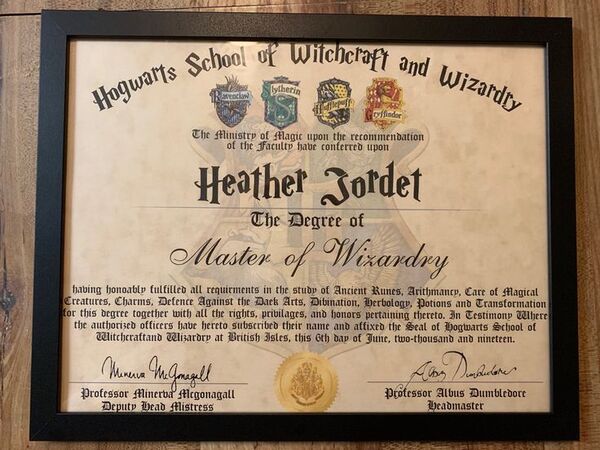 Hogwarts School of Witchcraft and Wizardry
Ravenclaw Slytherin Hufflepuff Gryffindor
The Ministry of Magic upon the recommendation
of the Faculty have conferred upon
Heather Jordet
The Degree of
Master of Wizardry
having honoably fulfilled all requirments in the study of Ancient Runes, Arithmancy, Care of Magical
Creatures, Charms, Defence Against the Dark Arts, Dibination, Herbology, Potions and Transformation
for this degree together with all the rights, pribilages, and honors pertaining thereto. In Testimony Where
the authorized officers have hereto subscribed their name and affixed the Seal of Hogwarts School of
Witchcraftand Wizardry at British Isles, this 6th day of June, two-thousand and nineteen.
Minerva McGonagall
Albus Dumbledore
Professor Minerva Mcgonagall
Deputy Head Mistress
Professor Albus Dumbledore
Headmaster